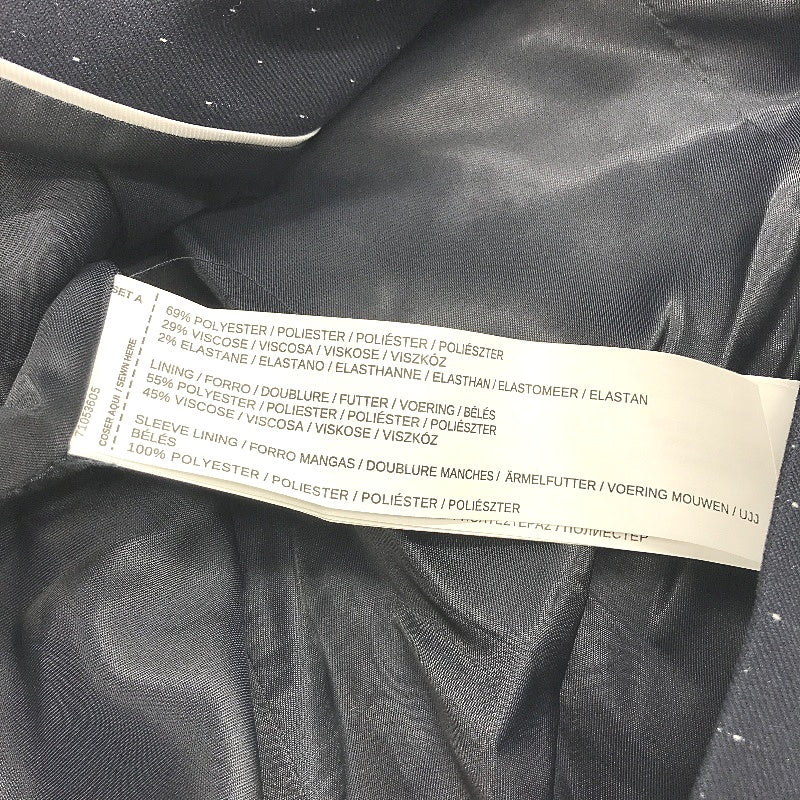 SET A
71053605
COSER AQUI / SEWN HERE
69% POLYESTER / POLIESTER / POLIÉSTER / POLIÉSZTER
29% VISCOSE / VISCOSA / VISKOSE / VISZKÓZ
2% ELASTANE / ELASTANO / ELASTHANNE / ELASTHAN / ELASTOMEER / ELASTAN
LINING / FORRO / DOUBLURE / FUTTER / VOERING / BÉLÉS
55% POLYESTER / POLIESTER / POLIÉSTER / POLIÉSZTER
45% VISCOSE / VISCOSA / VISKOSE / VISZKÓZ
SLEEVE LINING / FORRO MANGAS / DOUBLURE MANCHES / ÄRMELFUTTER / VOERING MOUWEN / UJJ
BÉLÉS
100% POLYESTER / POLIESTER / POLIÉSTER / POLIÉSZTER
/ ПОЛИЕСТЕР